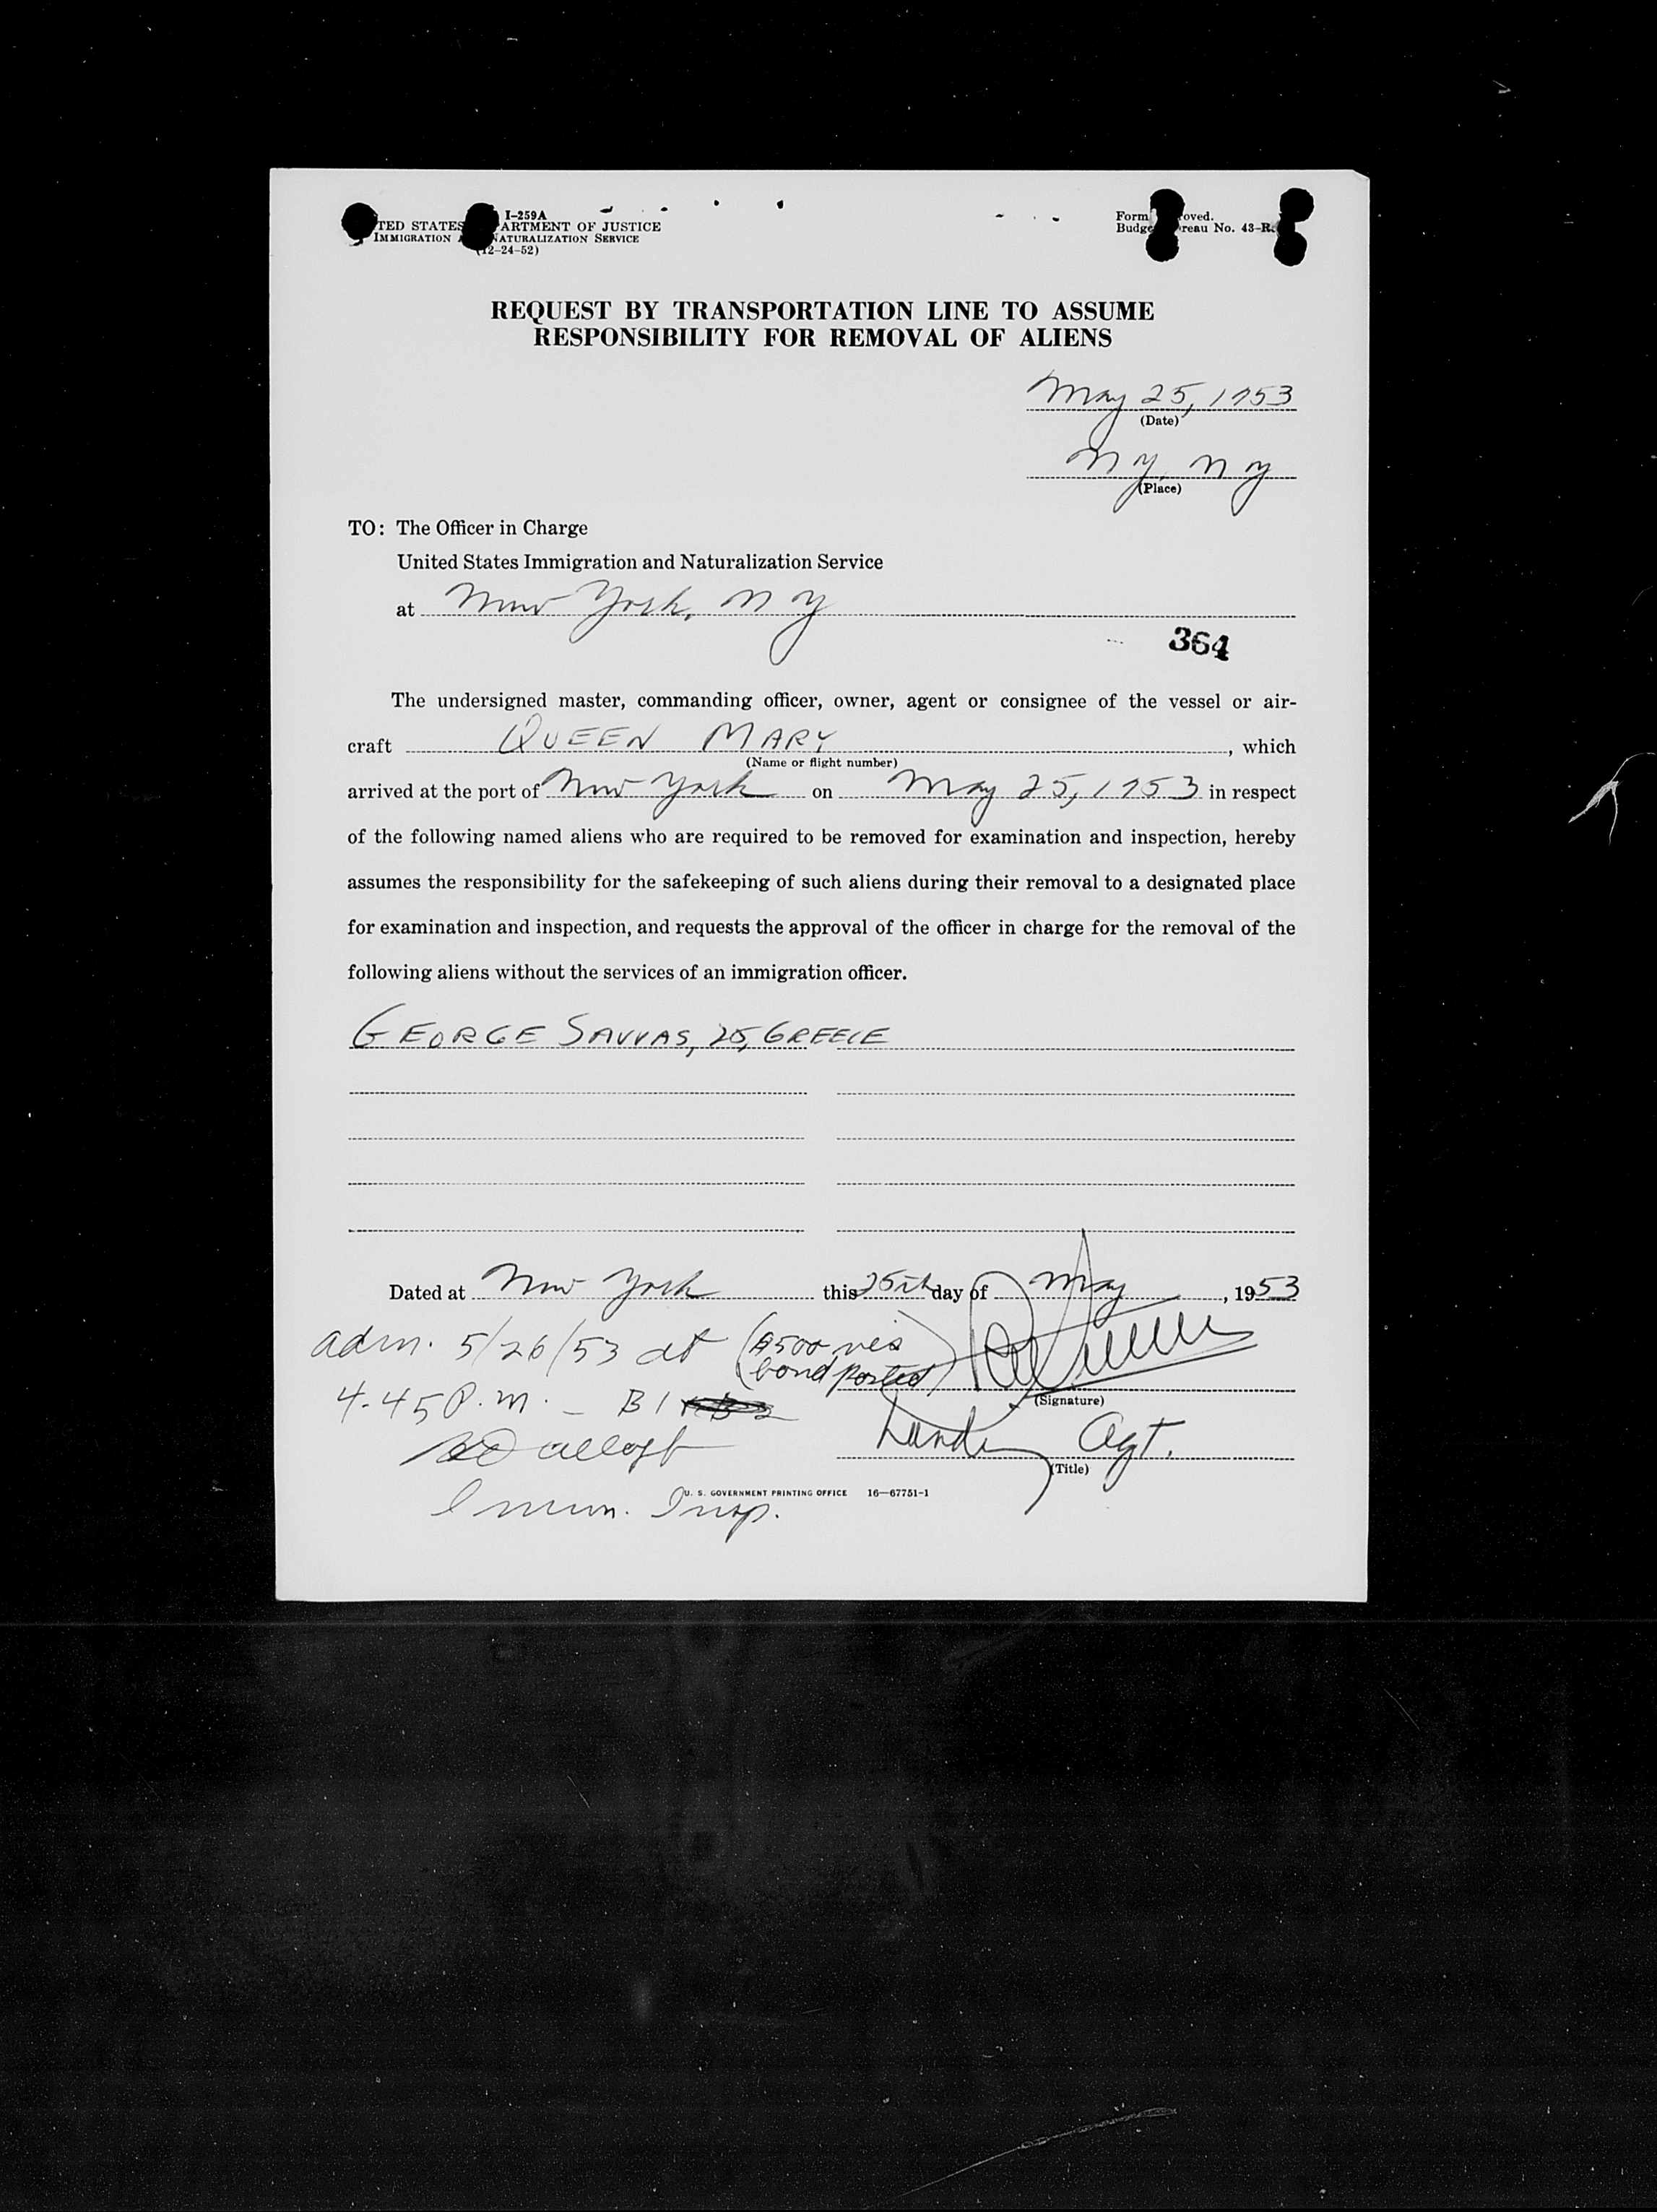 I-259A
TED STATES ARTMENT OF JUSTICE
IMMIGRATION NATURALIZATION SERVICE
(12-24-52)
Form oved.
Budge reau No. 43-R.
REQUEST BY TRANSPORTATION LINE TO ASSUME
RESPONSIBILITY FOR REMOVAL OF ALIENS
May 25, 1953
(Date)
N Y, N Y
(Place)
TO: The Officer in Charge
United States Immigration and Naturalization Service
at New York, N Y
364
The undersigned master, commanding officer, owner, agent or consignee of the vessel or air-
craft QUEEN MARY, which
(Name or flight number)
arrived at the port of New York on May 25, 1953 in respect
of the following named aliens who are required to be removed for examination and inspection, hereby
assumes the responsibility for the safekeeping of such aliens during their removal to a designated place
for examination and inspection, and requests the approval of the officer in charge for the removal of the
following aliens without the services of an immigration officer.
GEORGE SAVVAS, 25, GREECE
Dated at New York this 25th day of May, 1953
adm. 5/26/53 at (\$500 bond posted)
4.45 P.m. - B1
(Signature)
Agt.
(Title)
Immn. Insp.
U. S. GOVERNMENT PRINTING OFFICE 16—67751-1